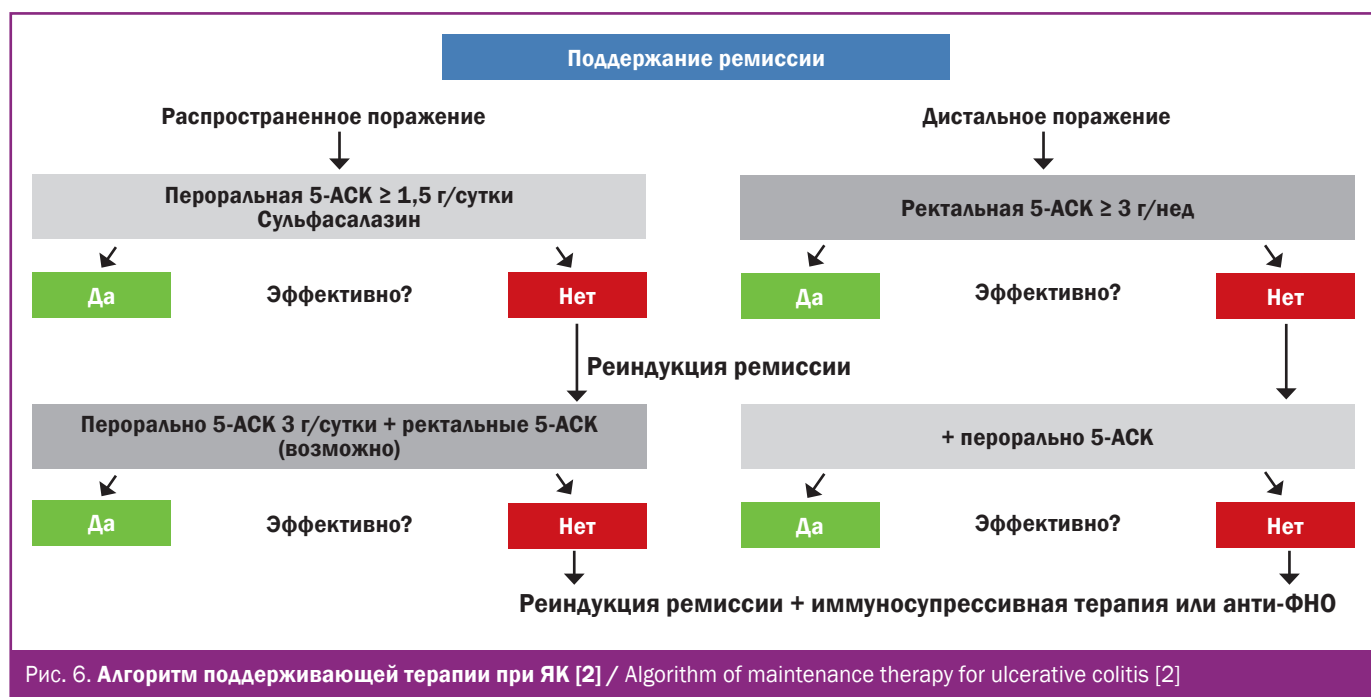 Поддержание ремиссии
Распространенное поражение
Пероральная 5-АСК ≥ 1,5 г/сутки
Сульфасалазин
Да
Эффективно?
Нет
Реиндукция ремиссии
Перорально 5-АСК 3 г/сутки + ректальные 5-АСК
(возможно)
Да
Эффективно?
Нет
Дистальное поражение
Ректальная 5-АСК ≥ 3 г/нед
Да
Эффективно?
Нет
+ перорально 5-АСК
Да
Эффективно?
Нет
Реиндукция ремиссии + иммуносупрессивная терапия или анти-ФНО
Рис. 6. Алгоритм поддерживающей терапии при ЯК [2] / Algorithm of maintenance therapy for ulcerative colitis [2]